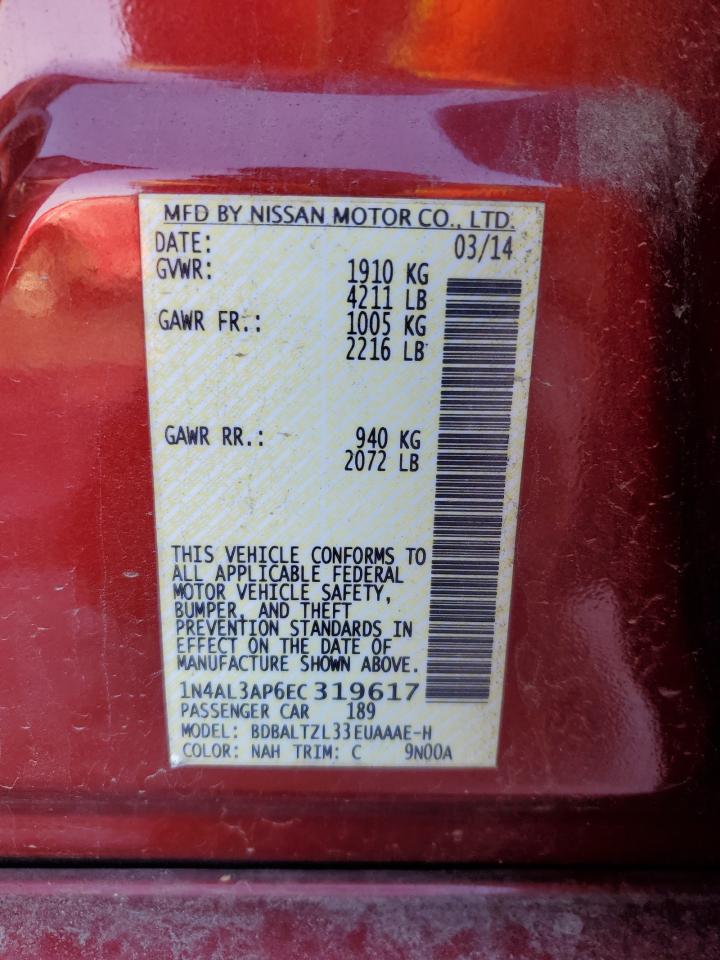 MFD BY NISSAN MOTOR CO., LTD.
DATE: 03/14
GVWR: 1910 KG
4211 LB
GAWR FR.: 1005 KG
2216 LB
GAWR RR.: 940 KG
2072 LB
THIS VEHICLE CONFORMS TO
ALL APPLICABLE FEDERAL
MOTOR VEHICLE SAFETY,
BUMPER, AND THEFT
PREVENTION STANDARDS IN
EFFECT ON THE DATE OF
MANUFACTURE SHOWN ABOVE.
1N4AL3AP6EC319617
PASSENGER CAR 189
MODEL: BDBALTZL33EUAAAE-H
COLOR: NAH TRIM: C 9N00A